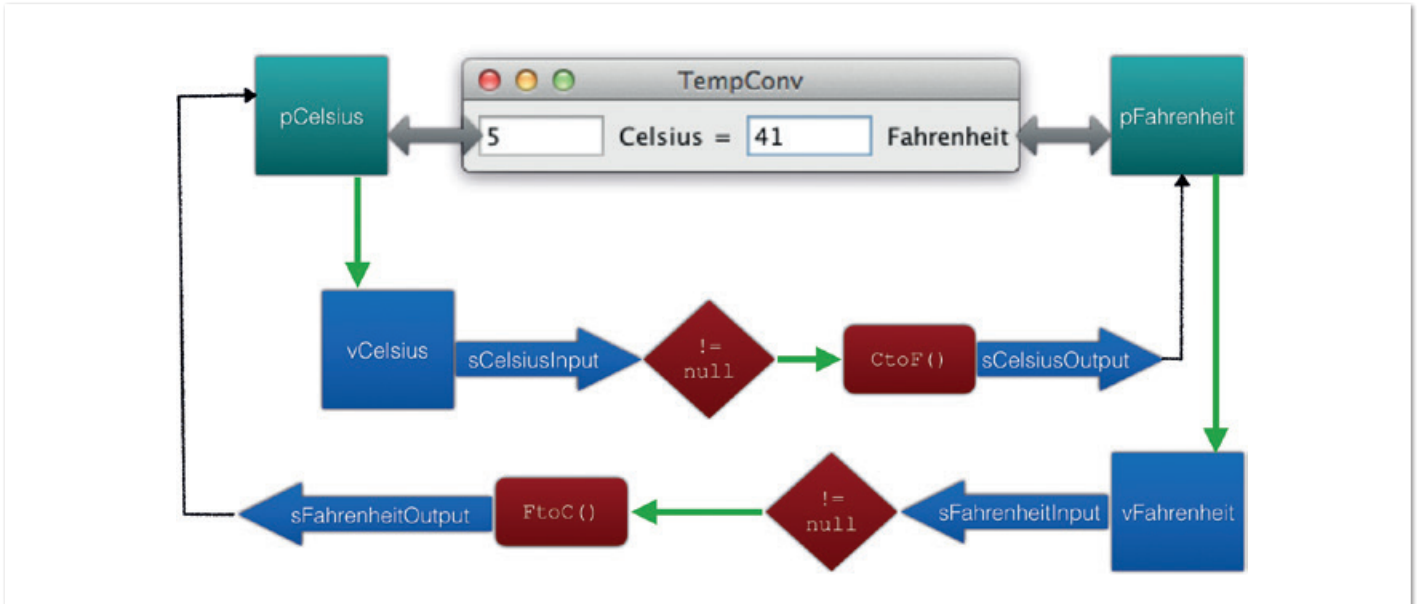 TempConv
pCelsius
5 Celsius = 41 Fahrenheit
pFahrenheit
vCelsius
sCelsiusInput
!=
null
CtoF()
sCelsiusOutput
sFahrenheitOutput
FtoC()
!=
null
sFahrenheitInput
vFahrenheit